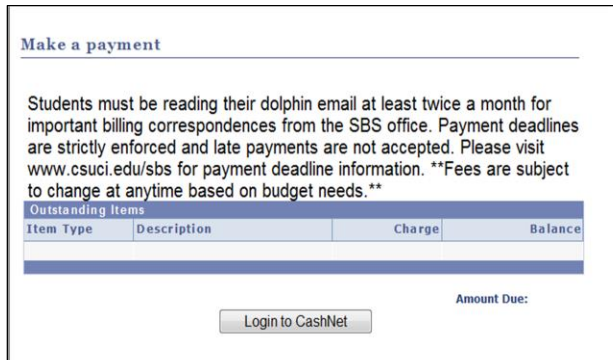 Make a payment
Students must be reading their dolphin email at least twice a month for
important billing correspondences from the SBS office. Payment deadlines
are strictly enforced and late payments are not accepted. Please visit
www.csuci.edu/sbs for payment deadline information. **Fees are subject
to change at anytime based on budget needs.**
Outstanding Items
Item Type Description Charge Balance
Amount Due:
Login to CashNet